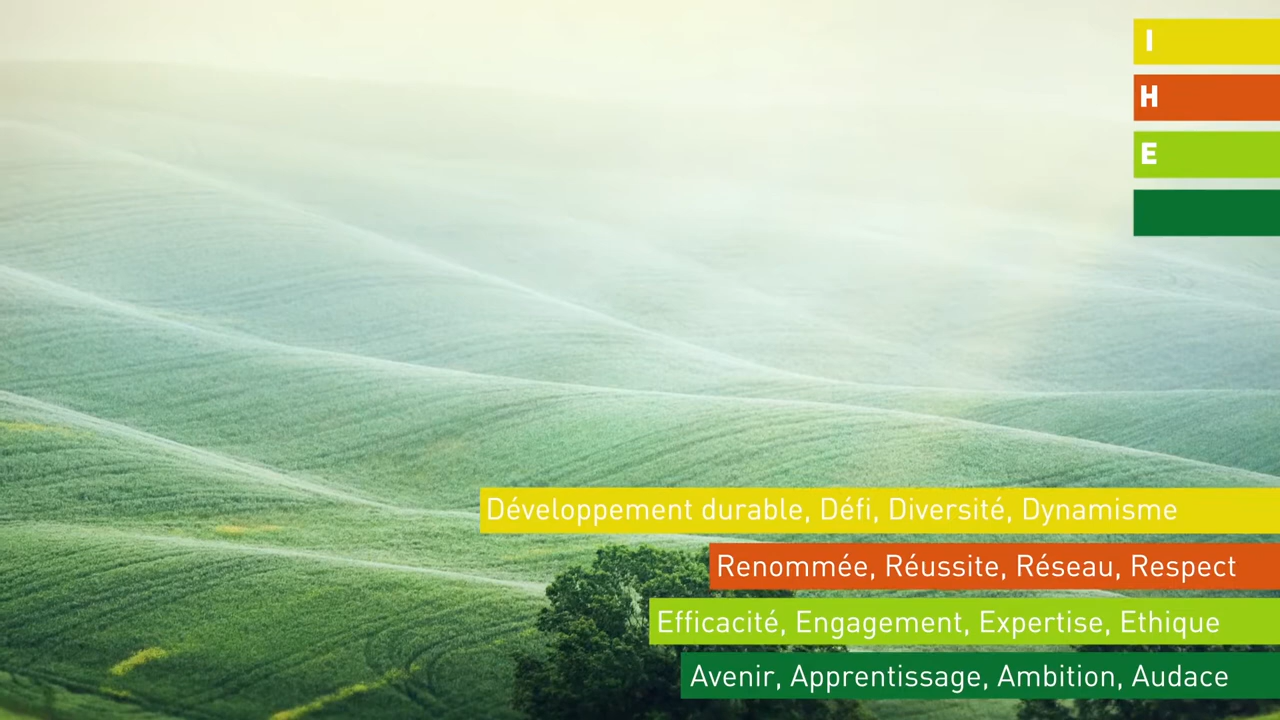 I
H
E
Développement durable, Défi, Diversité, Dynamisme
Renommée, Réussite, Réseau, Respect
Efficacité, Engagement, Expertise, Ethique
Avenir, Apprentissage, Ambition, Audace